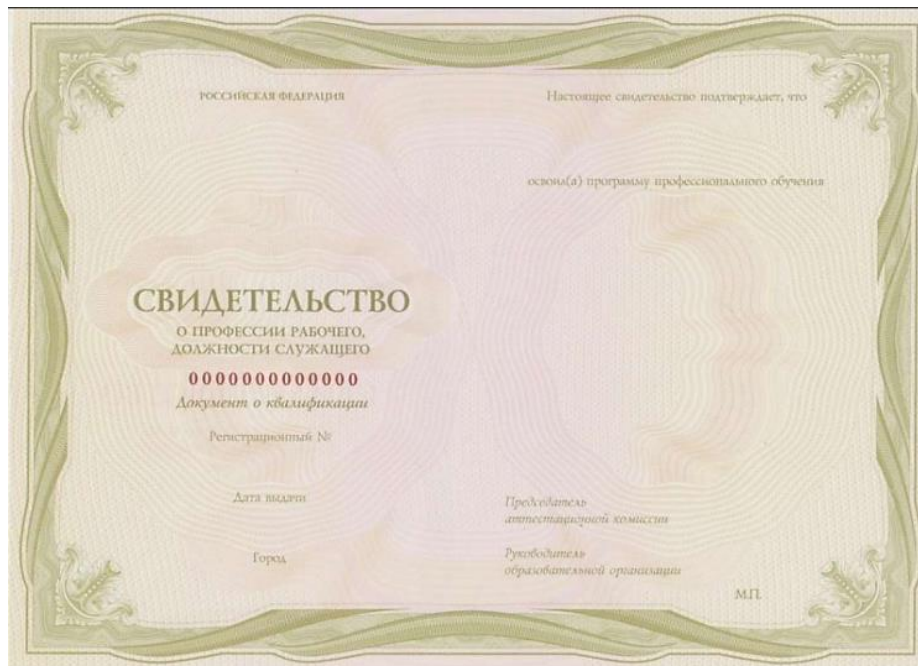 РОССИЙСКАЯ ФЕДЕРАЦИЯ
СВИДЕТЕЛЬСТВО
О ПРОФЕССИИ РАБОЧЕГО,
ДОЛЖНОСТИ СЛУЖАЩЕГО
0000000000000
Документ о квалификации
Регистрационный №
Дата выдачи
Город
Настоящее свидетельство подтверждает, что
освоил(а) программу профессионального обучения
Председатель
аттестационной комиссии
Руководитель
образовательной организации
М.П.